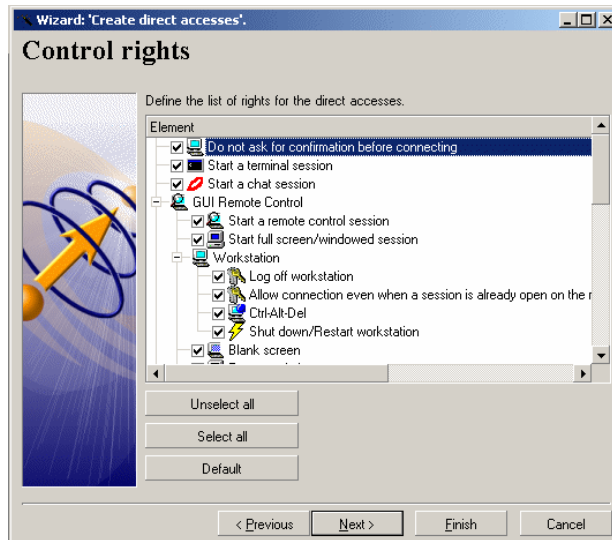 Wizard: 'Create direct accesses'.
Control rights
Define the list of rights for the direct accesses.
Element
Do not ask for confirmation before connecting
Start a terminal session
Start a chat session
GUI Remote Control
Start a remote control session
Start full screen/windowed session
Workstation
Log off workstation
Allow connection even when a session is already open on the r
Ctrl-Alt-Del
Shut down/Restart workstation
Blank screen
Unselect all
Select all
Default
< Previous
Next >
Finish
Cancel